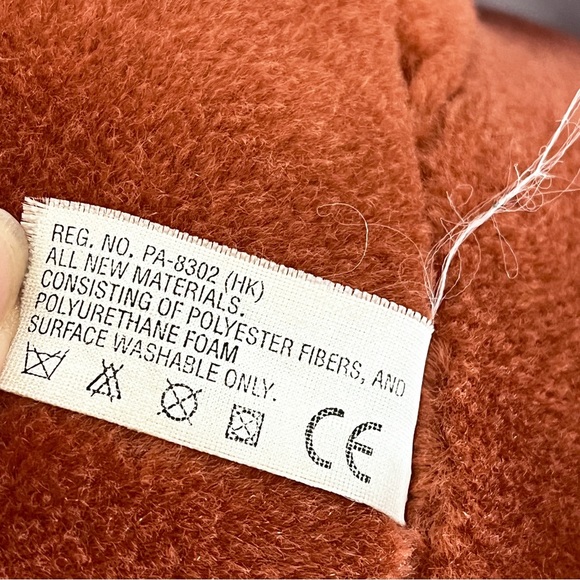 REG. NO. PA-8302 (HK)
ALL NEW MATERIALS.
CONSISTING OF POLYESTER FIBERS, AND
POLYURETHANE FOAM
SURFACE WASHABLE ONLY.
CE